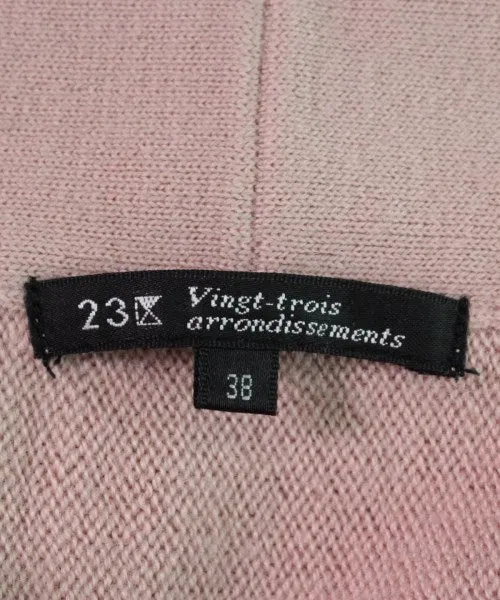 23区
Vingt-trois
arrondissements
38